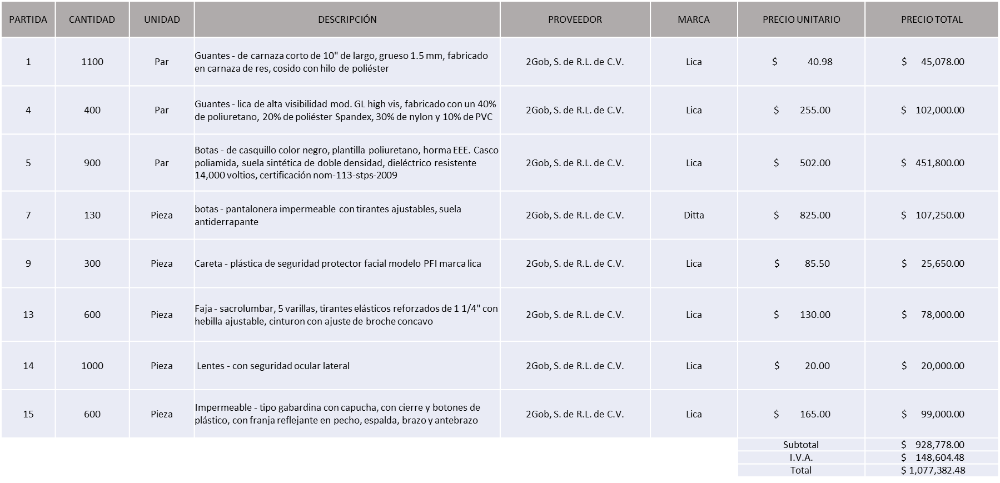 PARTIDA CANTIDAD UNIDAD DESCRIPCIÓN PROVEEDOR MARCA PRECIO UNITARIO PRECIO TOTAL
1 1100 Par Guantes - de carnaza corto de 10" de largo, grueso 1.5 mm, fabricado
en carnaza de res, cosido con hilo de poliéster 2Gob, S. de R.L. de C.V. Lica $ 40.98 $ 45,078.00
4 400 Par Guantes - lica de alta visibilidad mod. GL high vis, fabricado con un 40%
de poliuretano, 20% de poliéster Spandex, 30% de nylon y 10% de PVC 2Gob, S. de R.L. de C.V. Lica $ 255.00 $ 102,000.00
5 900 Par Botas - de casquillo color negro, plantilla poliuretano, horma EEE. Casco
poliamida, suela sintética de doble densidad, dieléctrico resistente
14,000 voltios, certificación nom-113-stps-2009 2Gob, S. de R.L. de C.V. Lica $ 502.00 $ 451,800.00
7 130 Pieza botas - pantalonera impermeable con tirantes ajustables, suela
antiderrapante 2Gob, S. de R.L. de C.V. Ditta $ 825.00 $ 107,250.00
9 300 Pieza Careta - plástica de seguridad protector facial modelo PFI marca lica 2Gob, S. de R.L. de C.V. Lica $ 85.50 $ 25,650.00
13 600 Pieza Faja - sacrolumbar, 5 varillas, tirantes elásticos reforzados de 1 1/4" con
hebilla ajustable, cinturon con ajuste de broche concavo 2Gob, S. de R.L. de C.V. Lica $ 130.00 $ 78,000.00
14 1000 Pieza Lentes - con seguridad ocular lateral 2Gob, S. de R.L. de C.V. Lica $ 20.00 $ 20,000.00
15 600 Pieza Impermeable - tipo gabardina con capucha, con cierre y botones de
plástico, con franja reflejante en pecho, espalda, brazo y antebrazo 2Gob, S. de R.L. de C.V. Lica $ 165.00 $ 99,000.00
Subtotal $ 928,778.00
I.V.A. $ 148,604.48
Total $ 1,077,382.48